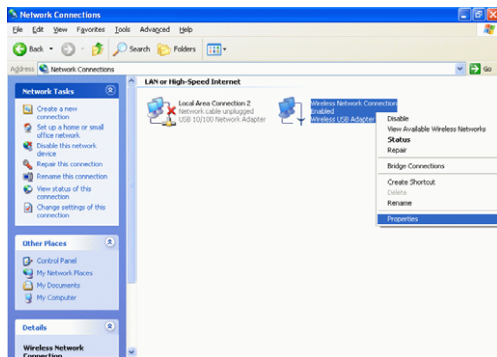 Network Connections
File Edit View Favorites Tools Advanced Help
Back Search Folders
Address Network Connections Go
Network Tasks
Create a new
connection
Set up a home or small
office network
Disable this network
device
Repair this connection
Rename this connection
View status of this
connection
Change settings of this
connection
Other Places
Control Panel
My Network Places
My Documents
My Computer
Details
Wireless Network
Connection
LAN or High-Speed Internet
Local Area Connection 2
Network cable unplugged
USB 10/100 Network Adapter
Wireless Network Connection
Enabled
Wireless USB Adapter
Disable
View Available Wireless Networks
Status
Repair
Bridge Connections
Create Shortcut
Delete
Rename
Properties